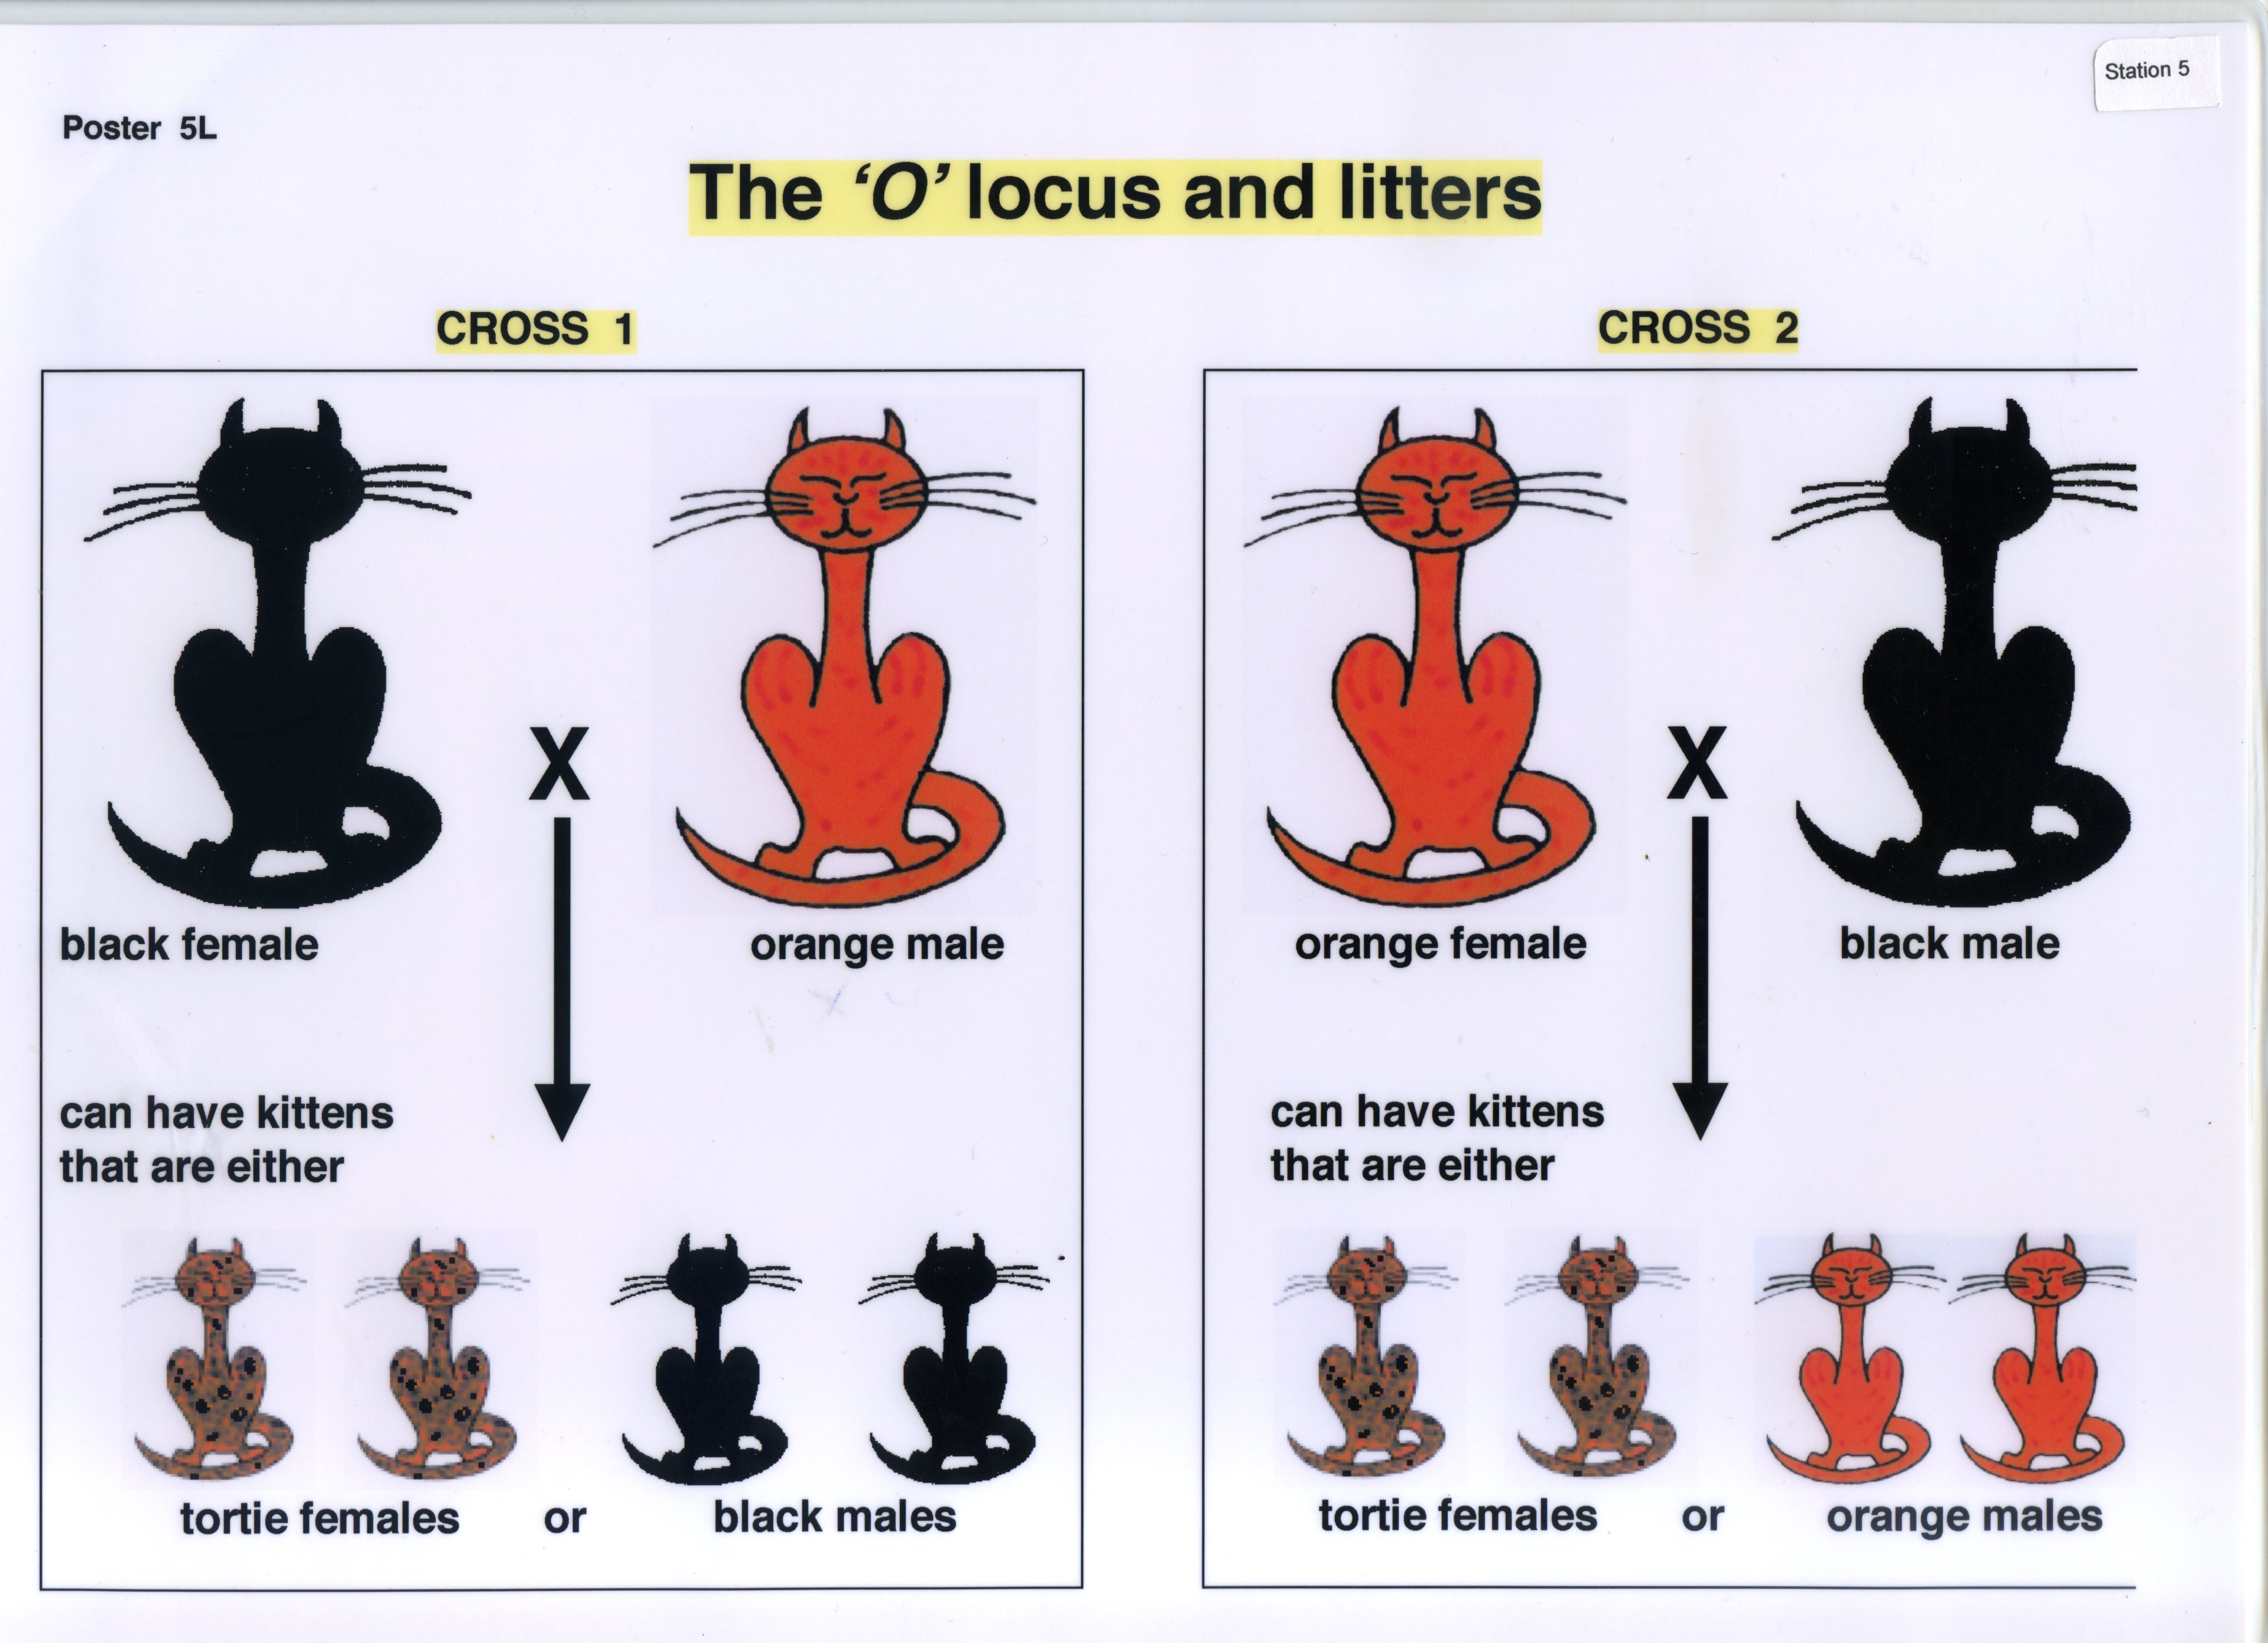 Station 5
Poster 5L
The ‘O’ locus and litters
CROSS 1
X
black female
orange male
can have kittens
that are either
tortie females or black males
CROSS 2
X
orange female
black male
can have kittens
that are either
tortie females or orange males